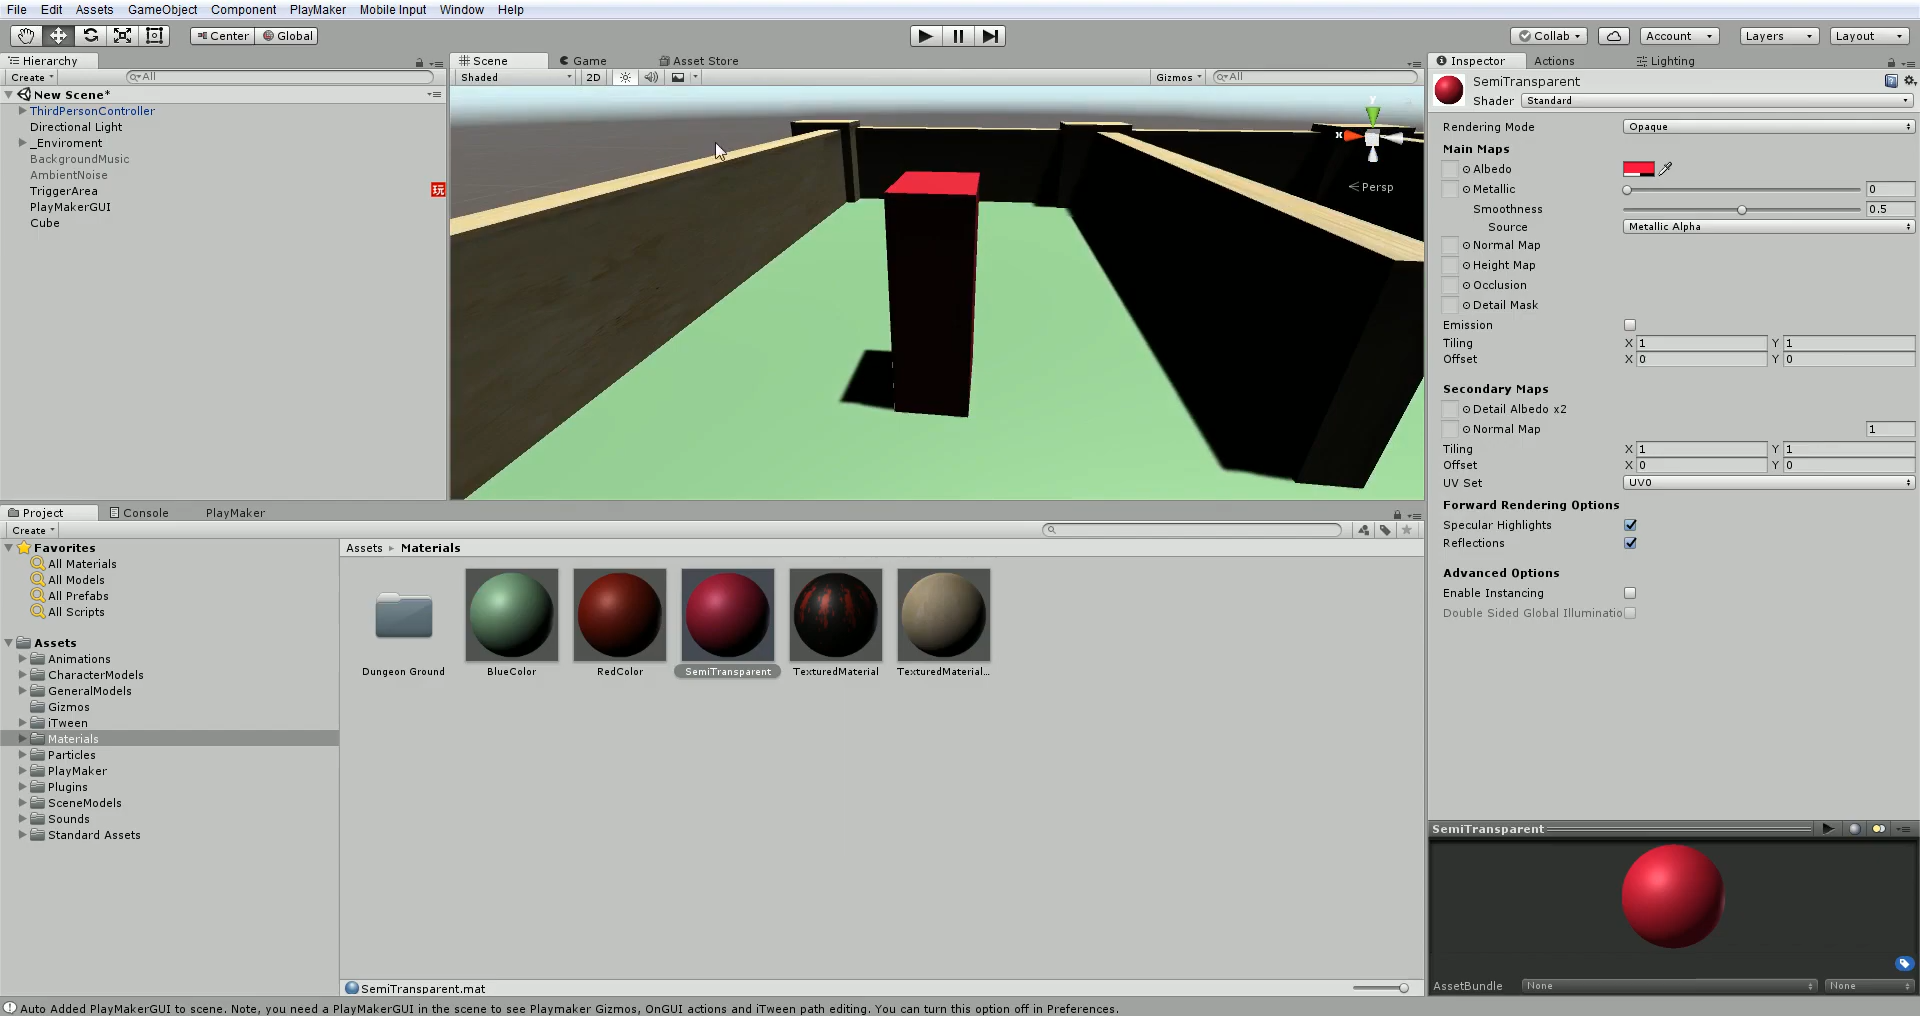 File Edit Assets GameObject Component PlayMaker Mobile Input Window Help
Center Global Collab Account Layers Layout
Hierarchy
Create All
New Scene*
ThirdPersonController
Directional Light
_Enviroment
BackgroundMusic
AmbientNoise
TriggerArea
玩
PlayMakerGUI
Cube
Scene Game Asset Store
Shaded 2D Gizmos All
y
x
Persp
Inspector Actions Lighting
SemiTransparent
Shader Standard
Rendering Mode Opaque
Main Maps
Albedo
Metallic 0
Smoothness 0.5
Source Metallic Alpha
Normal Map
Height Map
Occlusion
Detail Mask
Emission
Tiling X 1 Y 1
Offset X 0 Y 0
Secondary Maps
Detail Albedo x2
Normal Map 1
Tiling X 1 Y 1
Offset X 0 Y 0
UV Set UV0
Forward Rendering Options
Specular Highlights
Reflections
Advanced Options
Enable Instancing
Double Sided Global Illuminatio
SemiTransparent
AssetBundle None None
Project Console PlayMaker
Create
Favorites
All Materials
All Models
All Prefabs
All Scripts
Assets
Animations
CharacterModels
GeneralModels
Gizmos
iTween
Materials
Particles
PlayMaker
Plugins
SceneModels
Sounds
Standard Assets
Assets Materials
Dungeon Ground BlueColor RedColor SemiTransparent TexturedMaterial TexturedMaterial...
SemiTransparent.mat
Auto Added PlayMakerGUI to scene. Note, you need a PlayMakerGUI in the scene to see Playmaker Gizmos, OnGUI actions and iTween path editing. You can turn this option off in Preferences.